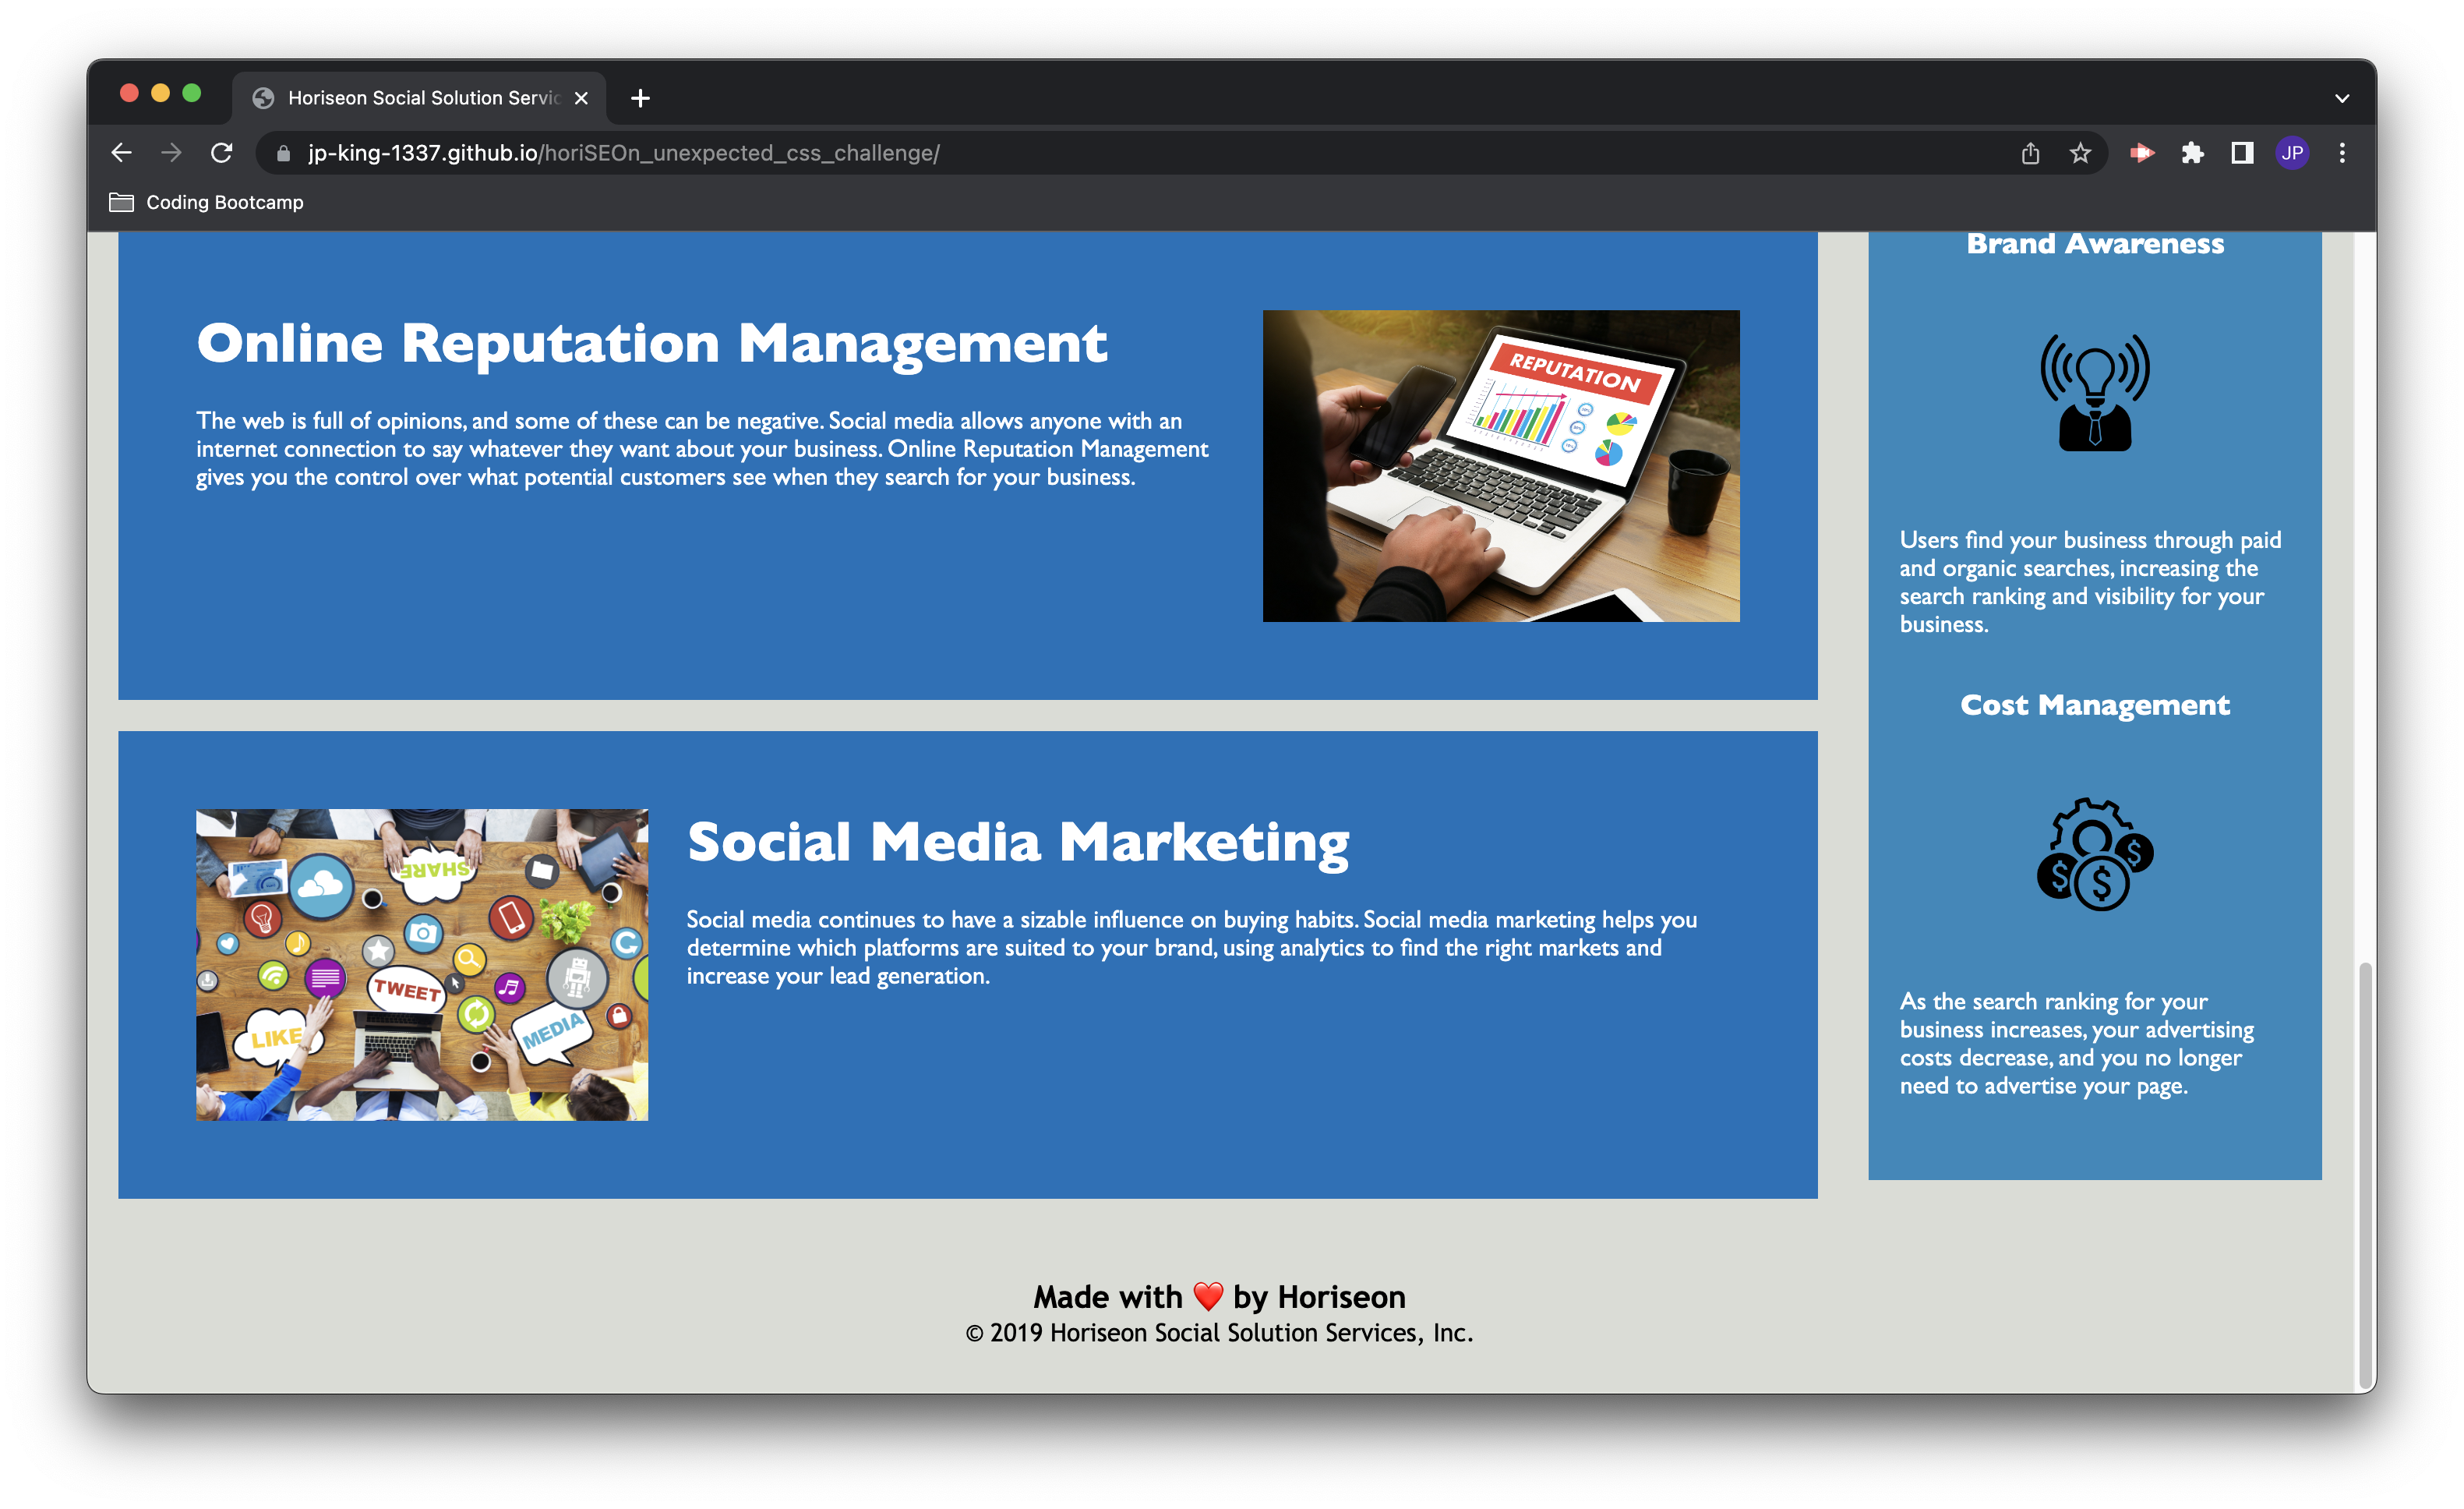 Horiseon Social Solution Servic
jp-king-1337.github.io/horiSEOn_unexpected_css_challenge/
JP
Coding Bootcamp
Online Reputation Management
The web is full of opinions, and some of these can be negative. Social media allows anyone with an
internet connection to say whatever they want about your business. Online Reputation Management
gives you the control over what potential customers see when they search for your business.
REPUTATION
Social Media Marketing
Social media continues to have a sizable influence on buying habits. Social media marketing helps you
determine which platforms are suited to your brand, using analytics to find the right markets and
increase your lead generation.
SHARE
TWEET
LIKE
MEDIA
Brand Awareness
Users find your business through paid
and organic searches, increasing the
search ranking and visibility for your
business.
Cost Management
$ $ $
As the search ranking for your
business increases, your advertising
costs decrease, and you no longer
need to advertise your page.
Made with ❤️ by Horiseon
© 2019 Horiseon Social Solution Services, Inc.